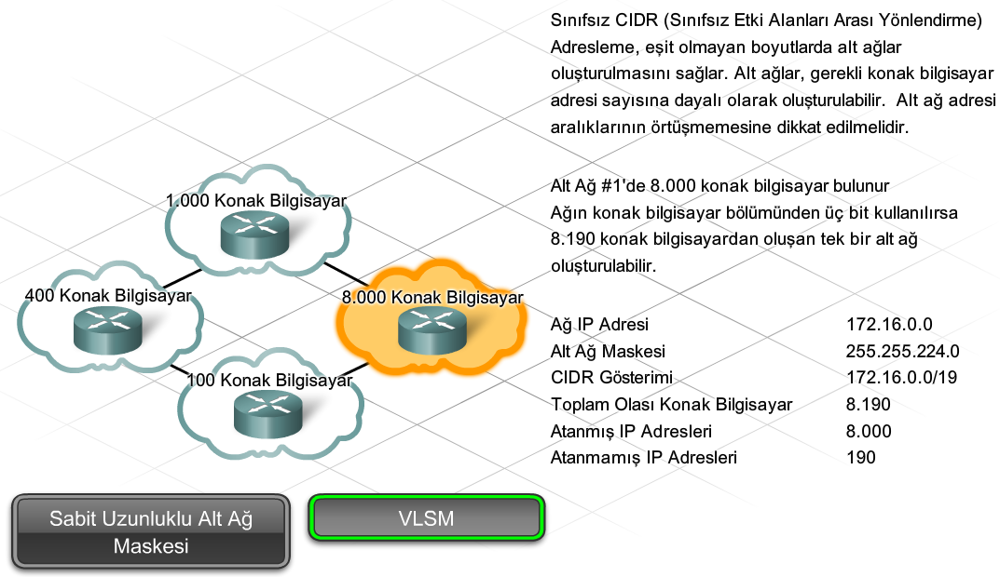 Sınıfsız CIDR (Sınıfsız Etki Alanları Arası Yönlendirme)
Adresleme, eşit olmayan boyutlarda alt ağlar
oluşturulmasını sağlar. Alt ağlar, gerekli konak bilgisayar
adresi sayısına dayalı olarak oluşturulabilir. Alt ağ adresi
aralıklarının örtüşmemesine dikkat edilmelidir.
Alt Ağ #1'de 8.000 konak bilgisayar bulunur
Ağın konak bilgisayar bölümünden üç bit kullanılırsa
8.190 konak bilgisayardan oluşan tek bir alt ağ
oluşturulabilir.
Ağ IP Adresi 172.16.0.0
Alt Ağ Maskesi 255.255.224.0
CIDR Gösterimi 172.16.0.0/19
Toplam Olası Konak Bilgisayar 8.190
Atanmış IP Adresleri 8.000
Atanmamış IP Adresleri 190
1.000 Konak Bilgisayar
400 Konak Bilgisayar
8.000 Konak Bilgisayar
100 Konak Bilgisayar
Sabit Uzunluklu Alt Ağ
Maskesi
VLSM